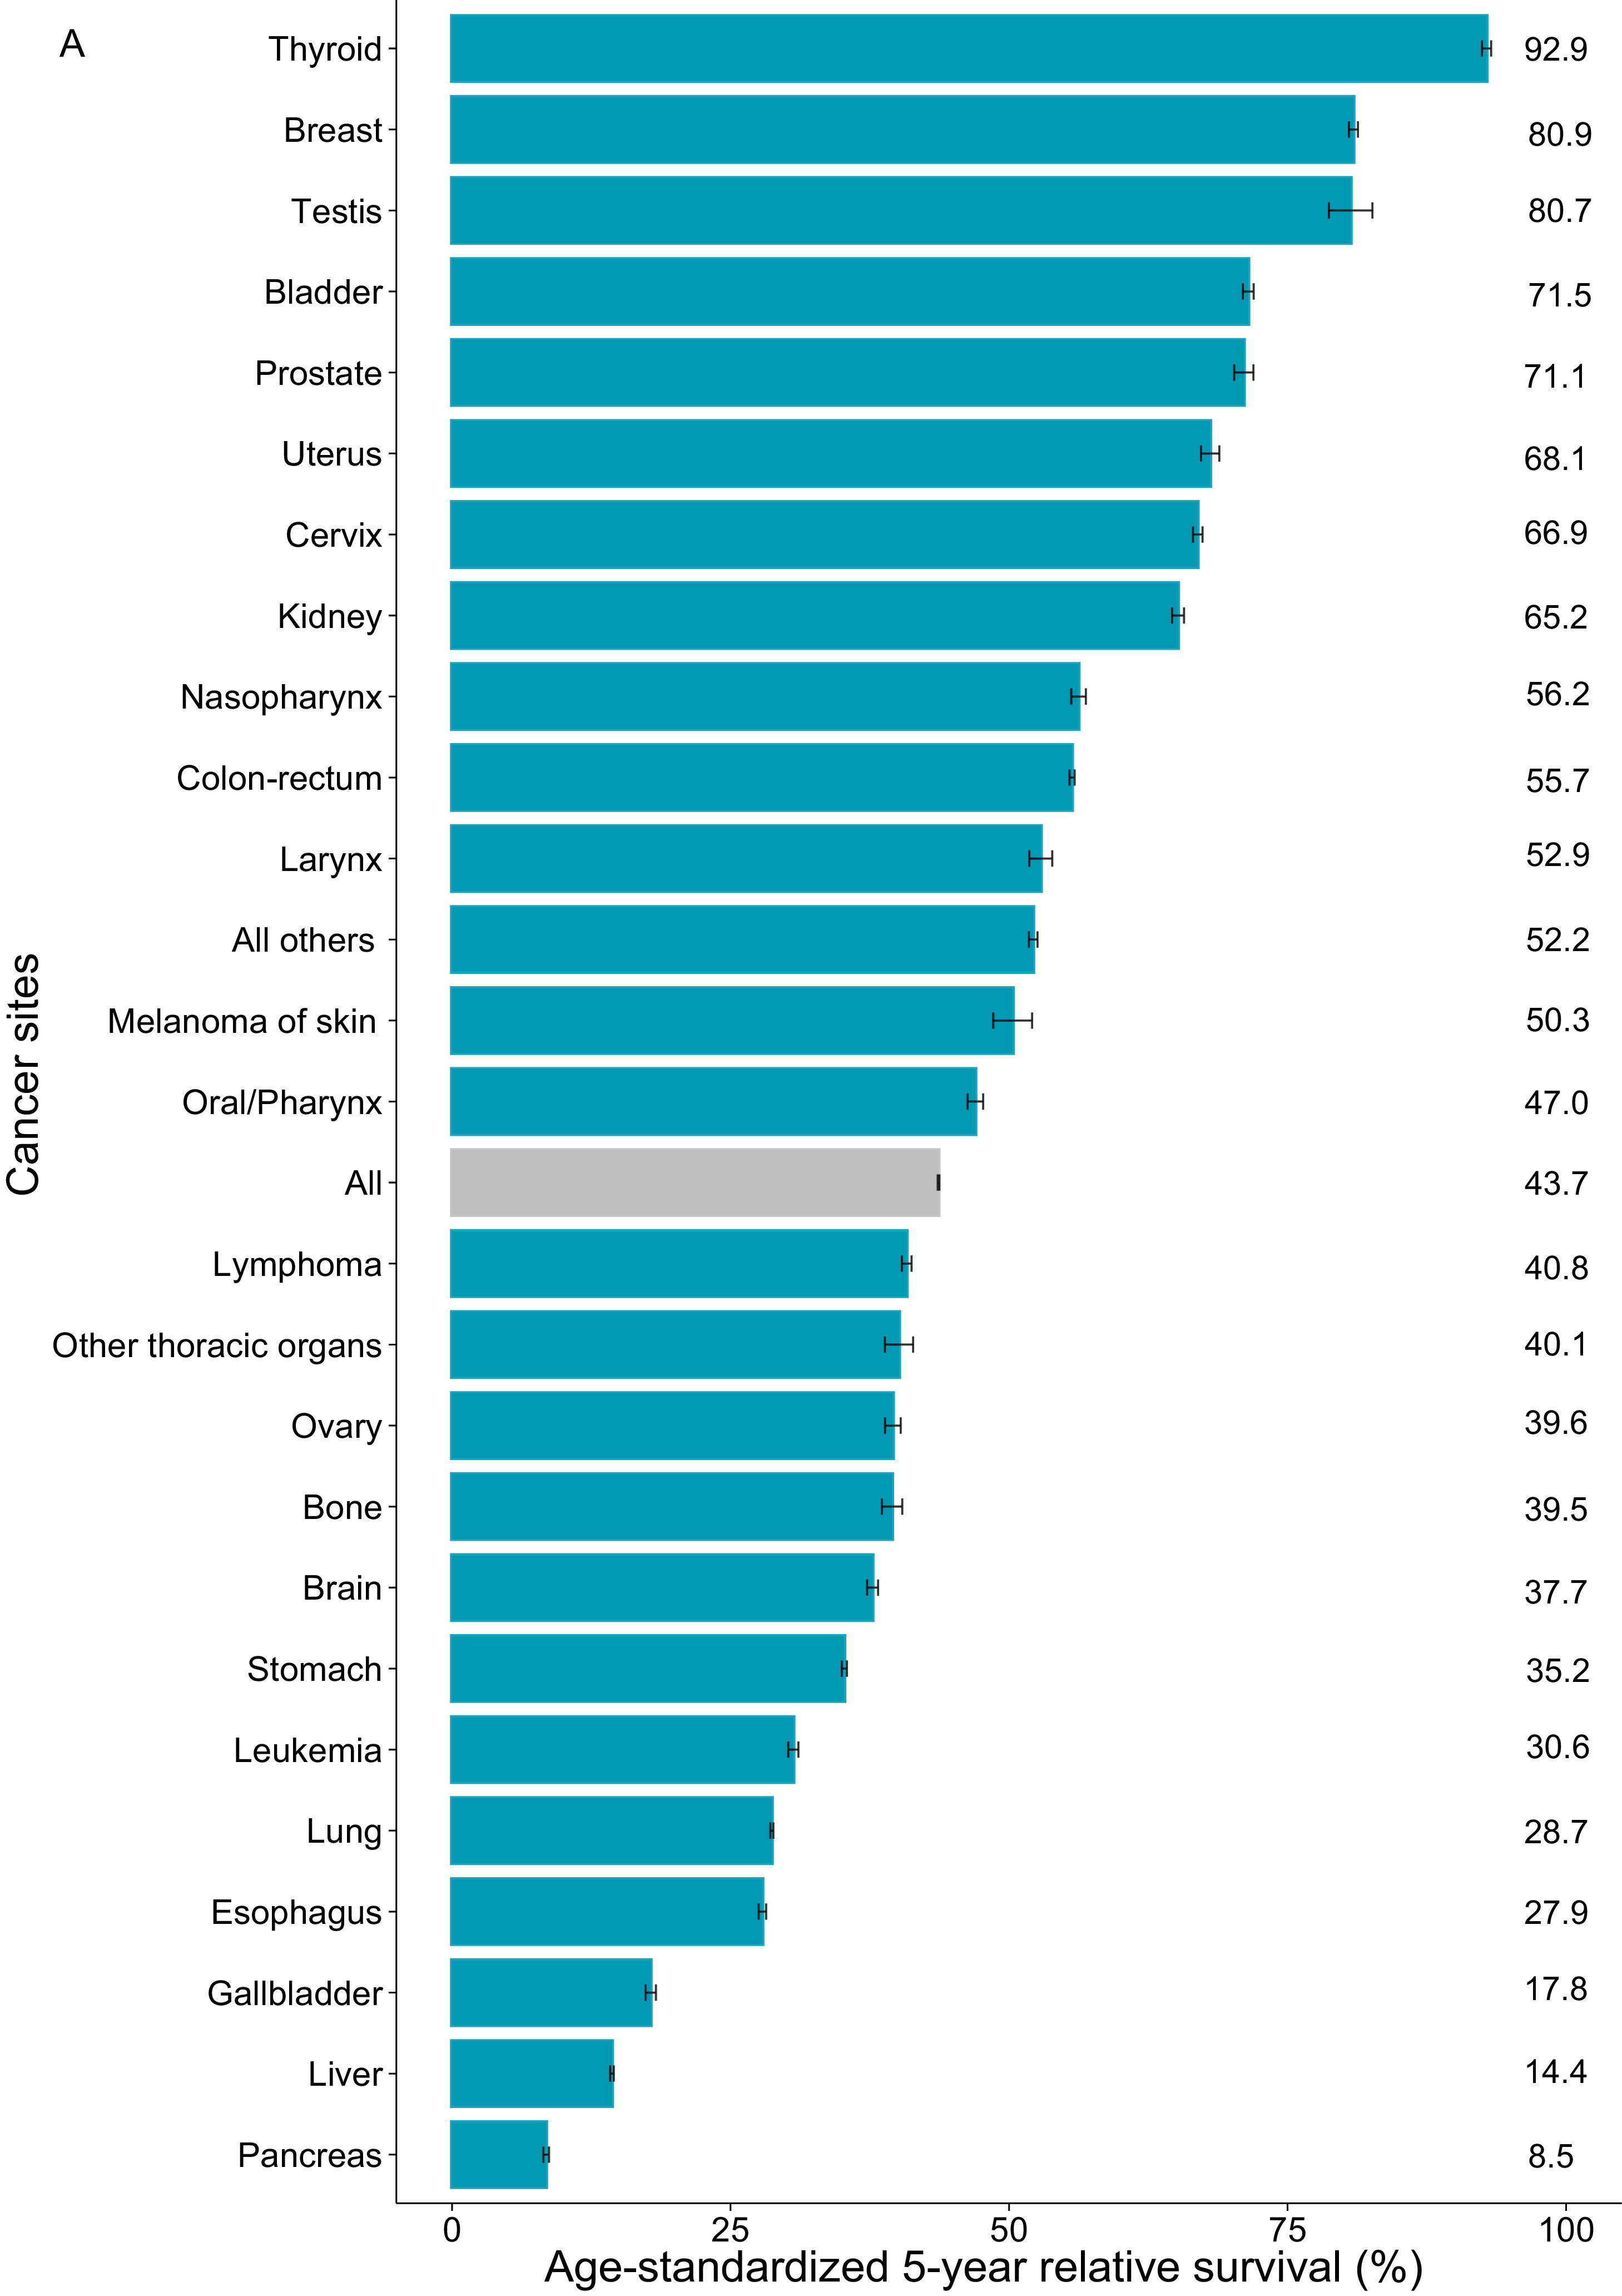 A
Thyroid 92.9
Breast 80.9
Testis 80.7
Bladder 71.5
Prostate 71.1
Uterus 68.1
Cervix 66.9
Kidney 65.2
Nasopharynx 56.2
Colon-rectum 55.7
Larynx 52.9
All others 52.2
Melanoma of skin 50.3
Oral/Pharynx 47.0
All 43.7
Lymphoma 40.8
Other thoracic organs 40.1
Ovary 39.6
Bone 39.5
Brain 37.7
Stomach 35.2
Leukemia 30.6
Lung 28.7
Esophagus 27.9
Gallbladder 17.8
Liver 14.4
Pancreas 8.5
Cancer sites
0 25 50 75 100
Age-standardized 5-year relative survival (%)